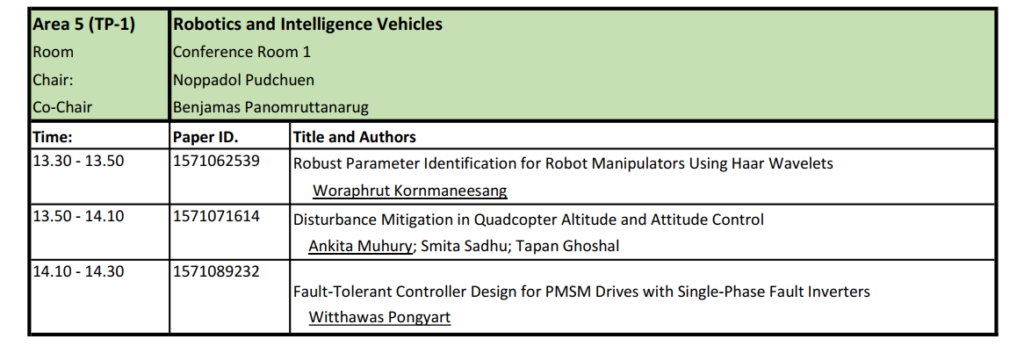 Area 5 (TP-1) Robotics and Intelligence Vehicles
Room Conference Room 1
Chair: Noppadol Pudchuen
Co-Chair Benjamas Panomruttanarug
Time: Paper ID. Title and Authors
13.30 - 13.50 1571062539 Robust Parameter Identification for Robot Manipulators Using Haar Wavelets
Woraphrut Kornmaneesang
13.50 - 14.10 1571071614 Disturbance Mitigation in Quadcopter Altitude and Attitude Control
Ankita Muhury; Smita Sadhu; Tapan Ghoshal
14.10 - 14.30 1571089232
Fault-Tolerant Controller Design for PMSM Drives with Single-Phase Fault Inverters
Witthawas Pongyart